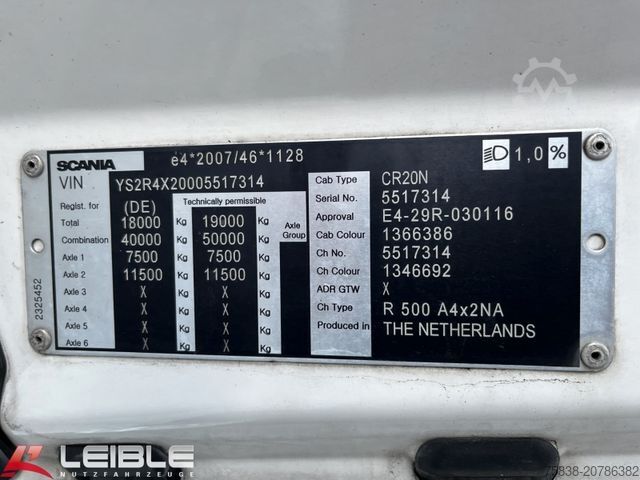 SCANIA e4*2007/46*1128 1,0%
VIN YS2R4X20005517314
Regist. for (DE) Technically permissible
Total 18000 Kg 19000 Kg Axle Group
Combination 40000 Kg 50000 Kg
Axle 1 7500 Kg 7500 Kg
Axle 2 11500 Kg 11500 Kg
Axle 3 X Kg X Kg
Axle 4 X Kg X Kg
Axle 5 X Kg X Kg
Axle 6 X Kg X Kg
Cab Type CR20N
Serial No. 5517314
Approval E4-29R-030116
Cab Colour 1366386
Ch No. 5517314
Ch Colour 1346692
ADR GTW X
Ch Type R 500 A4x2NA
Produced in THE NETHERLANDS
2325452
LEIBLE
NUTZFAHRZEUGE
75838-20786382